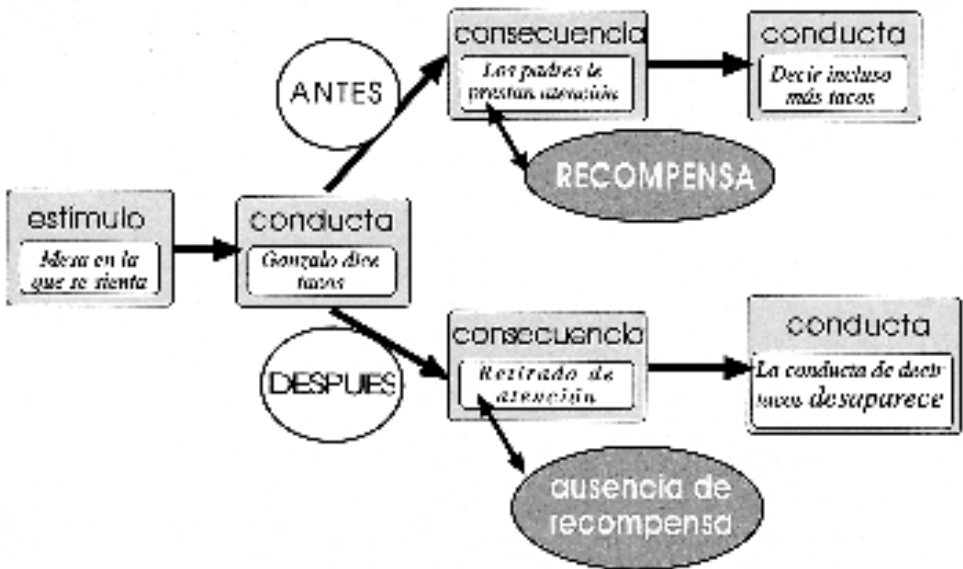 consecuencia
Los padres le
prestan atención
conducta
Decir incluso
más tacos
ANTES
RECOMPENSA
estímulo
Mesa en la
que se sienta
conducta
Gonzalo dice
tacos
DESPUES
consecuencia
Retirado de
atención
conducta
La conducta de decir
tacos desaparece
ausencia de
recompensa